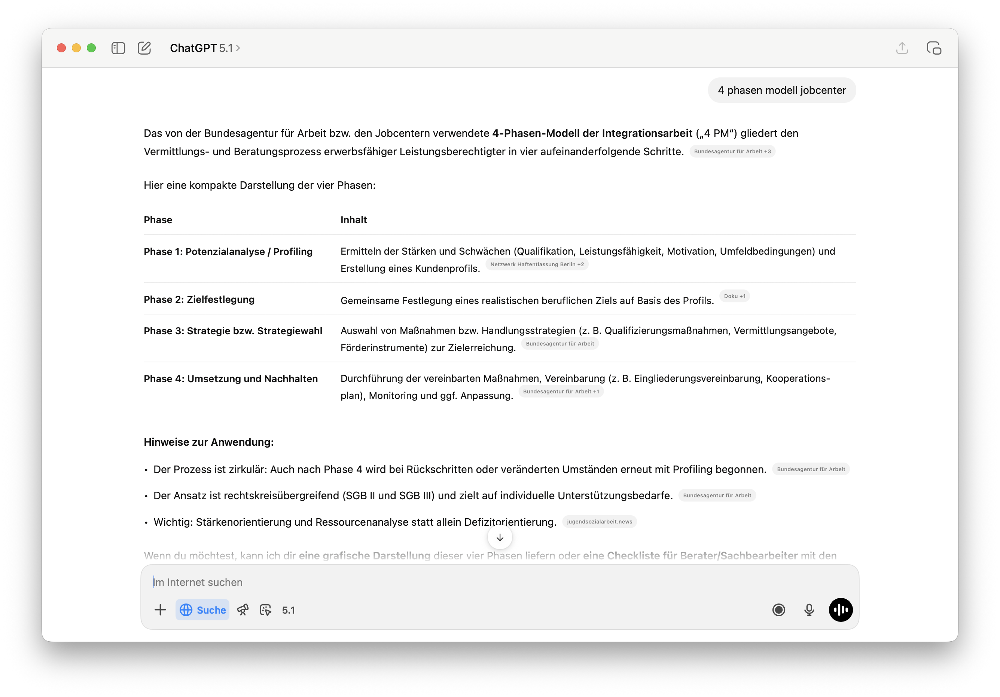 ChatGPT 5.1
4 phasen modell jobcenter
Das von der Bundesagentur für Arbeit bzw. den Jobcentern verwendete 4-Phasen-Modell der Integrationsarbeit („4 PM“) gliedert den
Vermittlungs- und Beratungsprozess erwerbsfähiger Leistungsberechtigter in vier aufeinanderfolgende Schritte. Bundesagentur für Arbeit +3
Hier eine kompakte Darstellung der vier Phasen:
Phase Inhalt
Phase 1: Potenzialanalyse / Profiling Ermitteln der Stärken und Schwächen (Qualifikation, Leistungsfähigkeit, Motivation, Umfeldbedingungen) und
Erstellung eines Kundenprofils. Netzwerk Haftentlassung Berlin +2
Phase 2: Zielfestlegung Gemeinsame Festlegung eines realistischen beruflichen Ziels auf Basis des Profils. Doku +1
Phase 3: Strategie bzw. Strategiewahl Auswahl von Maßnahmen bzw. Handlungsstrategien (z. B. Qualifizierungsmaßnahmen, Vermittlungsangebote,
Förderinstrumente) zur Zielerreichung. Bundesagentur für Arbeit
Phase 4: Umsetzung und Nachhalten Durchführung der vereinbarten Maßnahmen, Vereinbarung (z. B. Eingliederungsvereinbarung, Kooperations-
plan), Monitoring und ggf. Anpassung. Bundesagentur für Arbeit +1
Hinweise zur Anwendung:
• Der Prozess ist zirkulär: Auch nach Phase 4 wird bei Rückschritten oder veränderten Umständen erneut mit Profiling begonnen. Bundesagentur für Arbeit
• Der Ansatz ist rechtskreisübergreifend (SGB II und SGB III) und zielt auf individuelle Unterstützungsbedarfe. Bundesagentur für Arbeit
• Wichtig: Stärkenorientierung und Ressourcenanalyse statt allein Defizitorientierung. jugendsozialarbeit.news
Wenn du möchtest, kann ich dir eine grafische Darstellung dieser vier Phasen liefern oder eine Checkliste für Berater/Sachbearbeiter mit den
Im Internet suchen
Suche 5.1